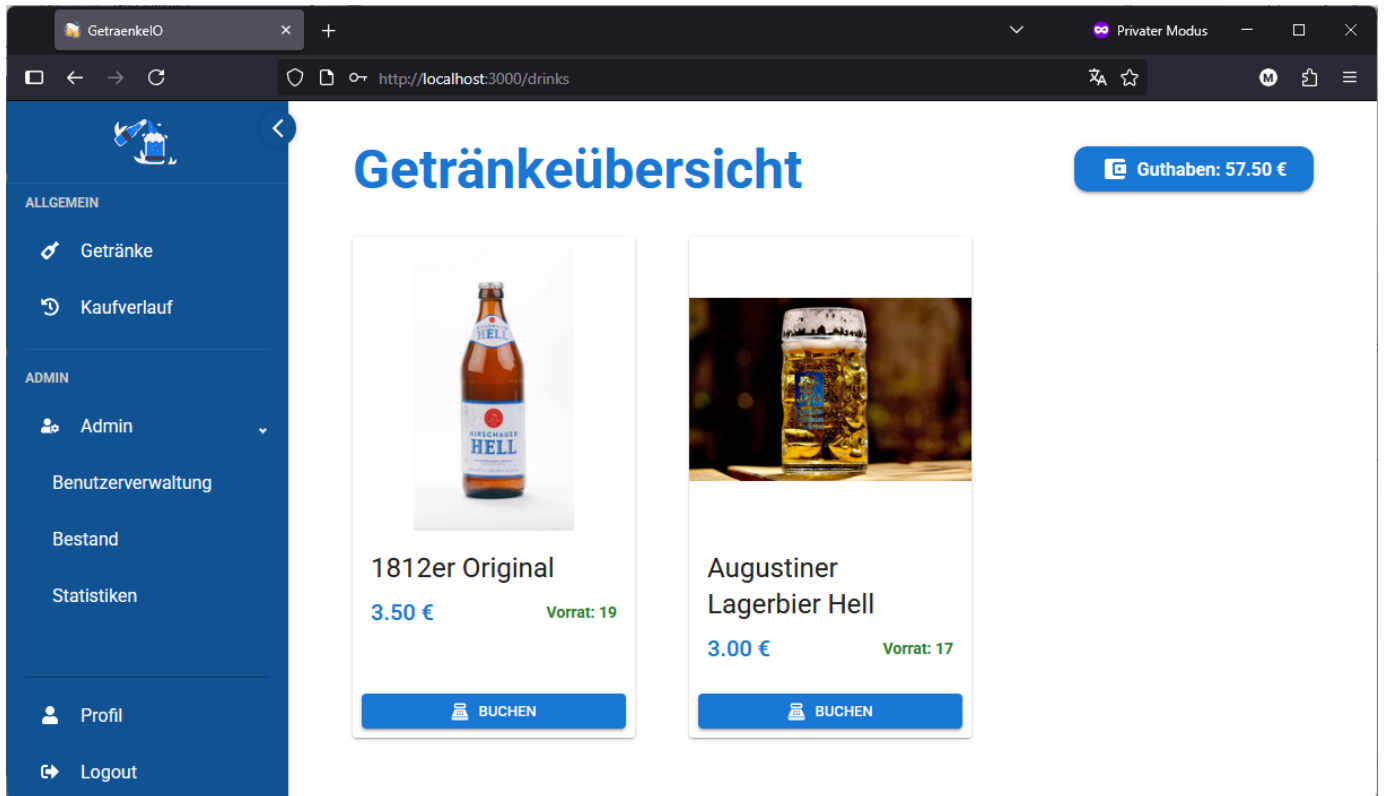 GetraenkeIO
Privater Modus
http://localhost:3000/drinks
M
ALLGEMEIN
Getränke
Kaufverlauf
ADMIN
Admin
Benutzerverwaltung
Bestand
Statistiken
Profil
Logout
Getränkeübersicht
Guthaben: 57.50 €
HELL
HIRSCHAUER
HELL
1812er Original
3.50 €
Vorrat: 19
BUCHEN
Augustiner
Lagerbier Hell
3.00 €
Vorrat: 17
BUCHEN